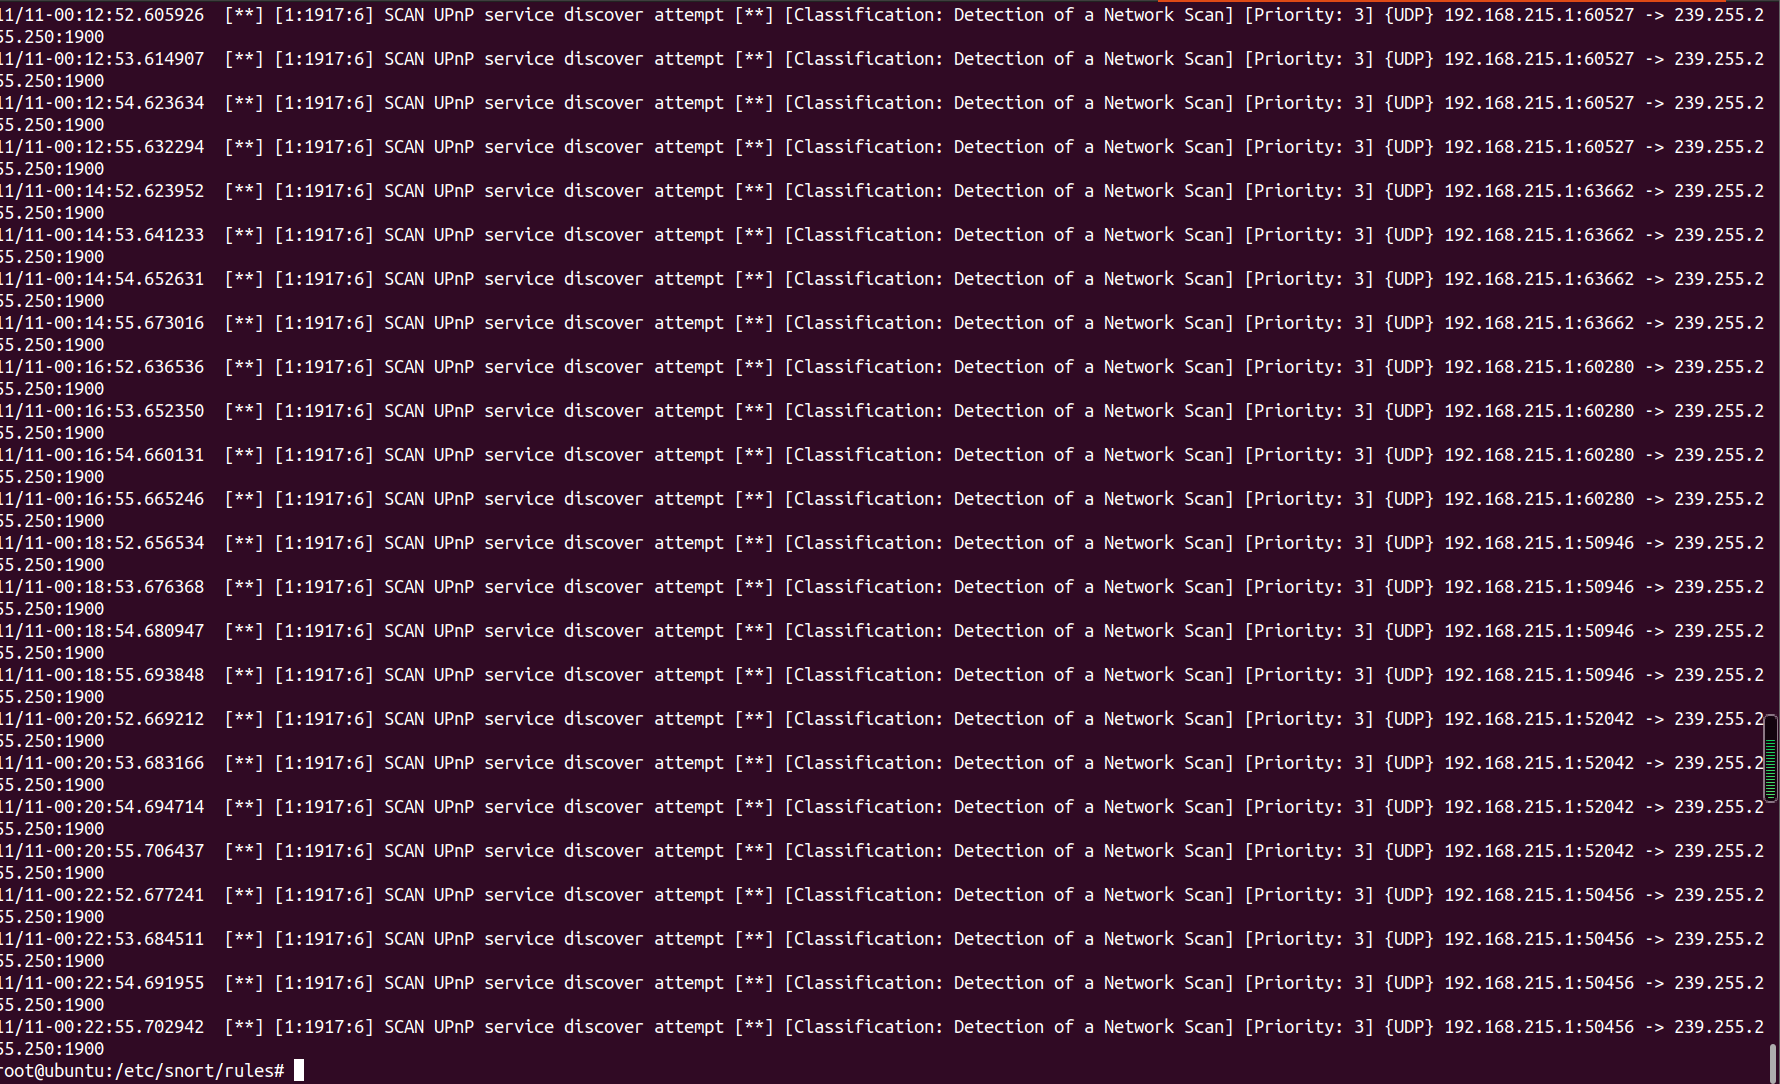 11/11-00:12:52.605926  [**] [1:1917:6] SCAN UPnP service discover attempt [**] [Classification: Detection of a Network Scan] [Priority: 3] {UDP} 192.168.215.1:60527 -> 239.255.2
55.250:1900
11/11-00:12:53.614907  [**] [1:1917:6] SCAN UPnP service discover attempt [**] [Classification: Detection of a Network Scan] [Priority: 3] {UDP} 192.168.215.1:60527 -> 239.255.2
55.250:1900
11/11-00:12:54.623634  [**] [1:1917:6] SCAN UPnP service discover attempt [**] [Classification: Detection of a Network Scan] [Priority: 3] {UDP} 192.168.215.1:60527 -> 239.255.2
55.250:1900
11/11-00:12:55.632294  [**] [1:1917:6] SCAN UPnP service discover attempt [**] [Classification: Detection of a Network Scan] [Priority: 3] {UDP} 192.168.215.1:60527 -> 239.255.2
55.250:1900
11/11-00:14:52.623952  [**] [1:1917:6] SCAN UPnP service discover attempt [**] [Classification: Detection of a Network Scan] [Priority: 3] {UDP} 192.168.215.1:63662 -> 239.255.2
55.250:1900
11/11-00:14:53.641233  [**] [1:1917:6] SCAN UPnP service discover attempt [**] [Classification: Detection of a Network Scan] [Priority: 3] {UDP} 192.168.215.1:63662 -> 239.255.2
55.250:1900
11/11-00:14:54.652631  [**] [1:1917:6] SCAN UPnP service discover attempt [**] [Classification: Detection of a Network Scan] [Priority: 3] {UDP} 192.168.215.1:63662 -> 239.255.2
55.250:1900
11/11-00:14:55.673016  [**] [1:1917:6] SCAN UPnP service discover attempt [**] [Classification: Detection of a Network Scan] [Priority: 3] {UDP} 192.168.215.1:63662 -> 239.255.2
55.250:1900
11/11-00:16:52.636536  [**] [1:1917:6] SCAN UPnP service discover attempt [**] [Classification: Detection of a Network Scan] [Priority: 3] {UDP} 192.168.215.1:60280 -> 239.255.2
55.250:1900
11/11-00:16:53.652350  [**] [1:1917:6] SCAN UPnP service discover attempt [**] [Classification: Detection of a Network Scan] [Priority: 3] {UDP} 192.168.215.1:60280 -> 239.255.2
55.250:1900
11/11-00:16:54.660131  [**] [1:1917:6] SCAN UPnP service discover attempt [**] [Classification: Detection of a Network Scan] [Priority: 3] {UDP} 192.168.215.1:60280 -> 239.255.2
55.250:1900
11/11-00:16:55.665246  [**] [1:1917:6] SCAN UPnP service discover attempt [**] [Classification: Detection of a Network Scan] [Priority: 3] {UDP} 192.168.215.1:60280 -> 239.255.2
55.250:1900
11/11-00:18:52.656534  [**] [1:1917:6] SCAN UPnP service discover attempt [**] [Classification: Detection of a Network Scan] [Priority: 3] {UDP} 192.168.215.1:50946 -> 239.255.2
55.250:1900
11/11-00:18:53.676368  [**] [1:1917:6] SCAN UPnP service discover attempt [**] [Classification: Detection of a Network Scan] [Priority: 3] {UDP} 192.168.215.1:50946 -> 239.255.2
55.250:1900
11/11-00:18:54.680947  [**] [1:1917:6] SCAN UPnP service discover attempt [**] [Classification: Detection of a Network Scan] [Priority: 3] {UDP} 192.168.215.1:50946 -> 239.255.2
55.250:1900
11/11-00:18:55.693848  [**] [1:1917:6] SCAN UPnP service discover attempt [**] [Classification: Detection of a Network Scan] [Priority: 3] {UDP} 192.168.215.1:50946 -> 239.255.2
55.250:1900
11/11-00:20:52.669212  [**] [1:1917:6] SCAN UPnP service discover attempt [**] [Classification: Detection of a Network Scan] [Priority: 3] {UDP} 192.168.215.1:52042 -> 239.255.2
55.250:1900
11/11-00:20:53.683166  [**] [1:1917:6] SCAN UPnP service discover attempt [**] [Classification: Detection of a Network Scan] [Priority: 3] {UDP} 192.168.215.1:52042 -> 239.255.2
55.250:1900
11/11-00:20:54.694714  [**] [1:1917:6] SCAN UPnP service discover attempt [**] [Classification: Detection of a Network Scan] [Priority: 3] {UDP} 192.168.215.1:52042 -> 239.255.2
55.250:1900
11/11-00:20:55.706437  [**] [1:1917:6] SCAN UPnP service discover attempt [**] [Classification: Detection of a Network Scan] [Priority: 3] {UDP} 192.168.215.1:52042 -> 239.255.2
55.250:1900
11/11-00:22:52.677241  [**] [1:1917:6] SCAN UPnP service discover attempt [**] [Classification: Detection of a Network Scan] [Priority: 3] {UDP} 192.168.215.1:50456 -> 239.255.2
55.250:1900
11/11-00:22:53.684511  [**] [1:1917:6] SCAN UPnP service discover attempt [**] [Classification: Detection of a Network Scan] [Priority: 3] {UDP} 192.168.215.1:50456 -> 239.255.2
55.250:1900
11/11-00:22:54.691955  [**] [1:1917:6] SCAN UPnP service discover attempt [**] [Classification: Detection of a Network Scan] [Priority: 3] {UDP} 192.168.215.1:50456 -> 239.255.2
55.250:1900
11/11-00:22:55.702942  [**] [1:1917:6] SCAN UPnP service discover attempt [**] [Classification: Detection of a Network Scan] [Priority: 3] {UDP} 192.168.215.1:50456 -> 239.255.2
55.250:1900
root@ubuntu:/etc/snort/rules#